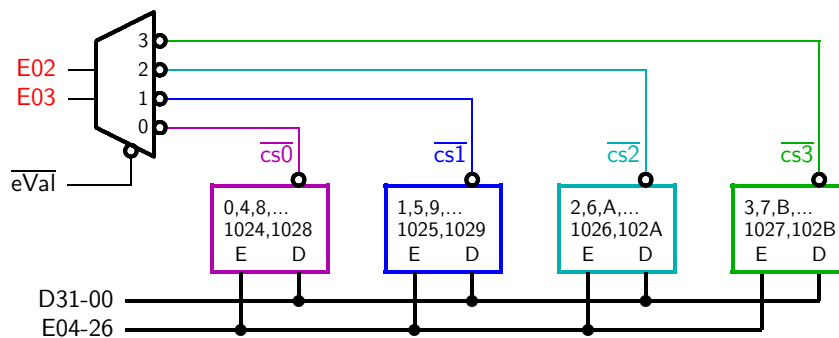 3
E02
2
E03
1
0
cs0
cs1
cs2
cs3
eVal
0,4,8,...
1024,1028
E D
1,5,9,...
1025,1029
E D
2,6,A,...
1026,102A
E D
3,7,B,...
1027,102B
E D
D31-00
E04-26